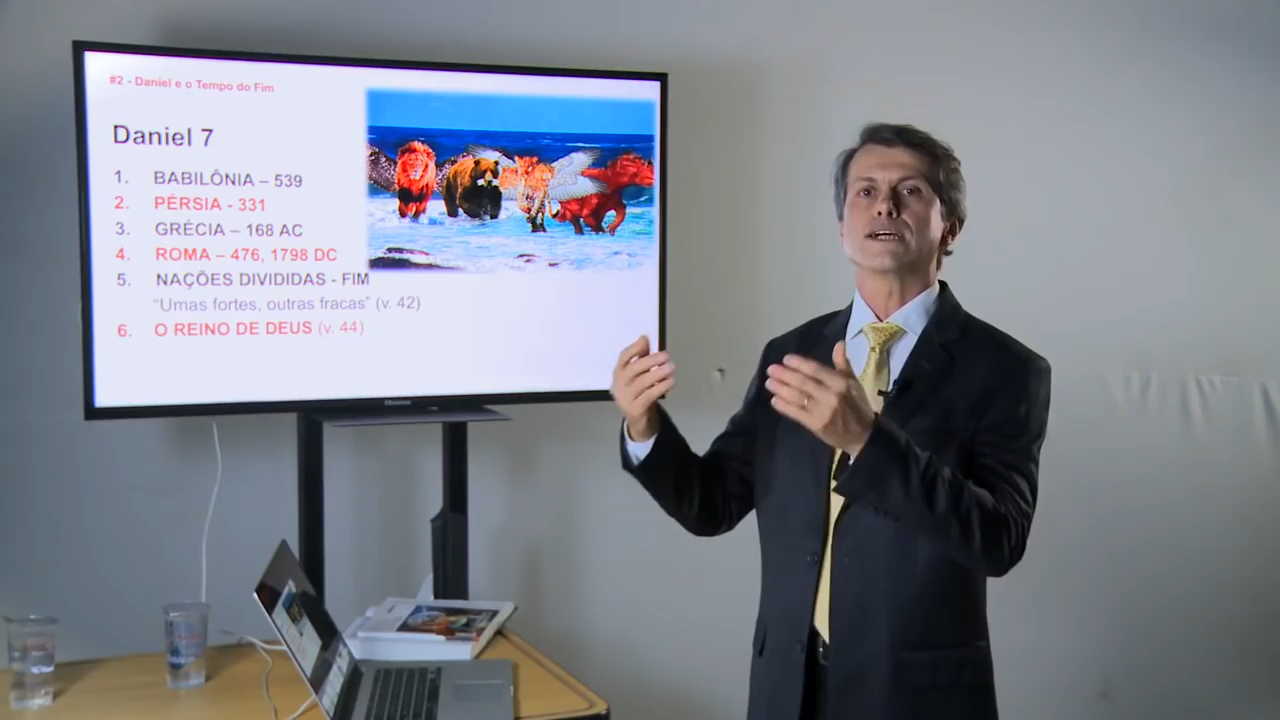 #2 - Daniel e o Tempo do Fim
Daniel 7
1. BABILÔNIA – 539
2. PÉRSIA - 331
3. GRÉCIA – 168 AC
4. ROMA – 476, 1798 DC
5. NAÇÕES DIVIDIDAS - FIM
"Umas fortes, outras fracas" (v. 42)
6. O REINO DE DEUS (v. 44)
Hisense